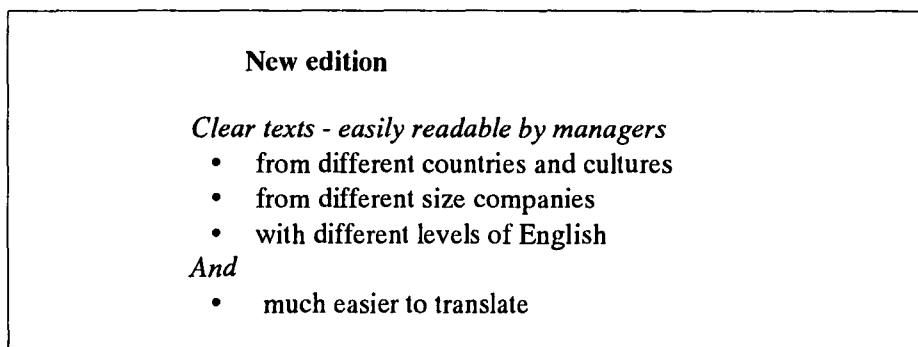 New edition
Clear texts - easily readable by managers
• from different countries and cultures
• from different size companies
• with different levels of English
And
• much easier to translate